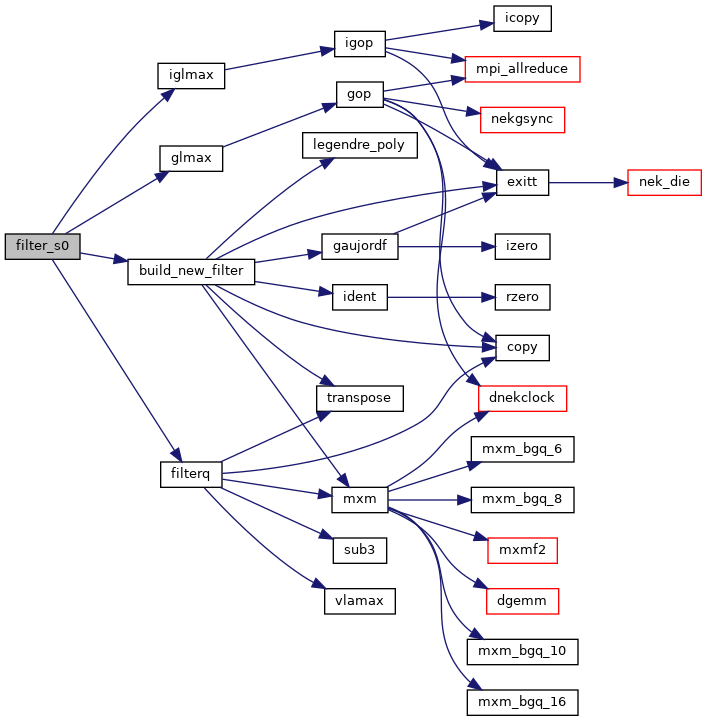 icopy
igop
mpi_allreduce
iglmax
gop
nekgsync
legendre_poly
glmax
exitt
nek_die
filter_s0
gaujordf
izero
build_new_filter
ident
rzero
copy
transpose
dnekclock
mxm_bgq_6
filterq
mxm
mxm_bgq_8
sub3
mxmf2
vlamax
dgemm
mxm_bgq_10
mxm_bgq_16